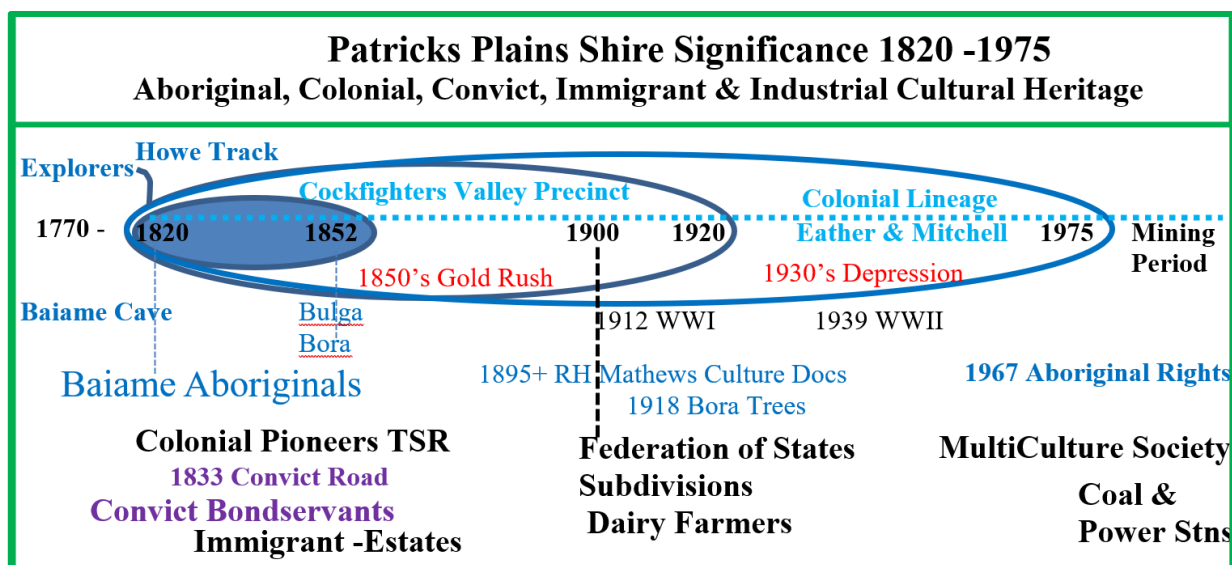 Patricks Plains Shire Significance 1820 -1975
Aboriginal, Colonial, Convict, Immigrant & Industrial Cultural Heritage
Howe Track
Explorers
Cockfighters Valley Precinct
Colonial Lineage
1770 -
1820
1852
1900
1920
Eather & Mitchell
1975
Mining
Period
1850's Gold Rush
1930's Depression
Baiame Cave
Bulga
Bora
1912 WWI
1939 WWII
Baiame Aboriginals
1895+ RH Mathews Culture Docs
1918 Bora Trees
1967 Aboriginal Rights
Colonial Pioneers TSR
1833 Convict Road
Convict Bondservants
Immigrant -Estates
Federation of States
Subdivisions
Dairy Farmers
MultiCulture Society
Coal &
Power Stns